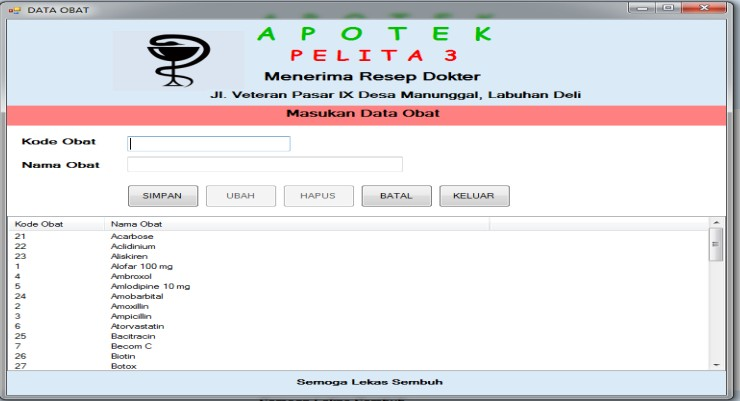 DATA OBAT
A P O T E K
PELITA 3
Menerima Resep Dokter
Jl. Veteran Pasar IX Desa Manunggal, Labuhan Deli
Masukan Data Obat
Kode Obat
Nama Obat
SIMPAN UBAH HAPUS BATAL KELUAR
Kode Obat Nama Obat
21 Acarbose
22 Aclidinium
23 Aliskiren
1 Alofar 100 mg
4 Ambroxol
5 Amlodipine 10 mg
24 Amobarbital
2 Amoxillin
3 Ampicillin
6 Atorvastatin
25 Bacitracin
7 Becom C
26 Biotin
27 Botox
Semoga Lekas Sembuh